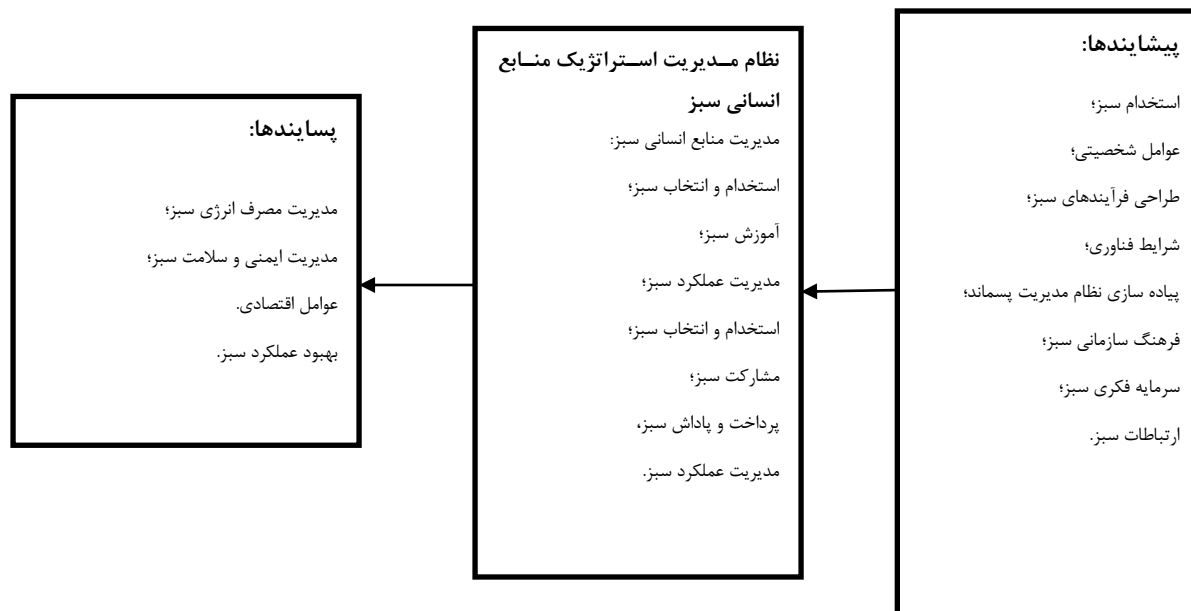 پیشایندها:
استخدام سبز؛
عوامل شخصیتی؛
طراحی فرآیندهای سبز؛
شرایط فناوری؛
پیاده سازی نظام مدیریت پسماند؛
فرهنگ سازمانی سبز؛
سرمایه فکری سبز؛
ارتباطات سبز.
نظام مـدیریت اسـتراتژیک منـابع
انسانی سبز
مدیریت منابع انسانی سبز:
استخدام و انتخاب سبز؛
آموزش سبز؛
مدیریت عملکرد سبز؛
استخدام و انتخاب سبز؛
مشارکت سبز؛
پرداخت و پاداش سبز،
مدیریت عملکرد سبز.
پسایندها:
مدیریت مصرف انرژی سبز؛
مدیریت ایمنی و سلامت سبز؛
عوامل اقتصادی.
بهبود عملکرد سبز.